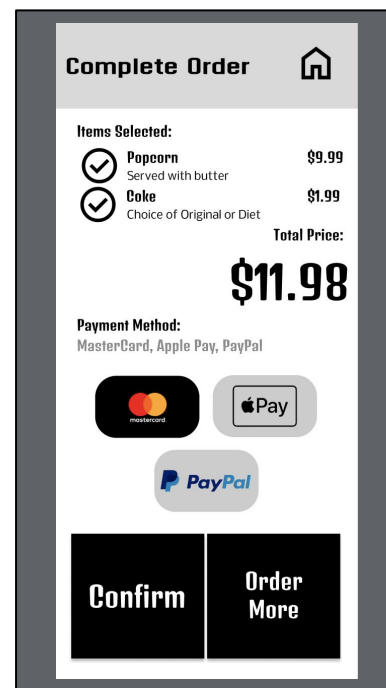 Complete Order
Items Selected:
Popcorn $9.99
Served with butter
Coke $1.99
Choice of Original or Diet
Total Price:
$11.98
Payment Method:
MasterCard, Apple Pay, PayPal
mastercard
Pay
PayPal
Confirm
Order
More